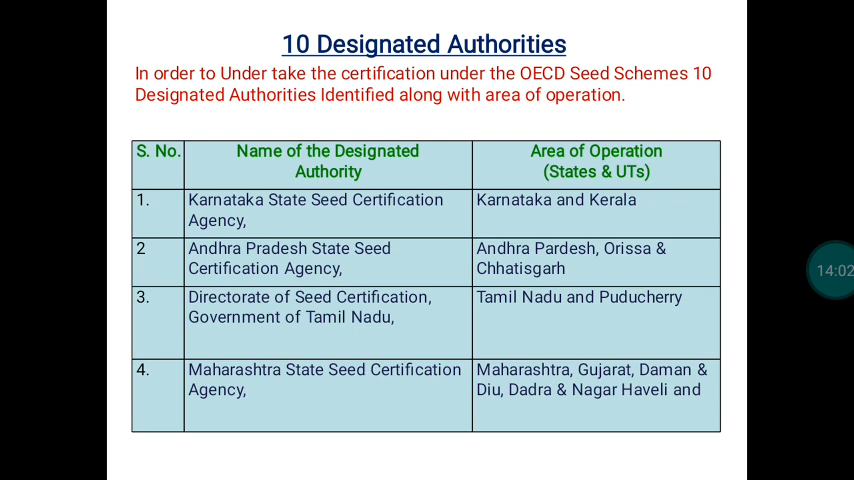 10 Designated Authorities
In order to Under take the certification under the OECD Seed Schemes 10
Designated Authorities Identified along with area of operation.
S. No.
Name of the Designated
Authority
Area of Operation
(States & UTs)
1.
Karnataka State Seed Certification
Agency,
Karnataka and Kerala
2
Andhra Pradesh State Seed
Certification Agency,
Andhra Pardesh, Orissa &
Chhatisgarh
3.
Directorate of Seed Certification,
Government of Tamil Nadu,
Tamil Nadu and Puducherry
4.
Maharashtra State Seed Certification
Agency,
Maharashtra, Gujarat, Daman &
Diu, Dadra & Nagar Haveli and
14:02